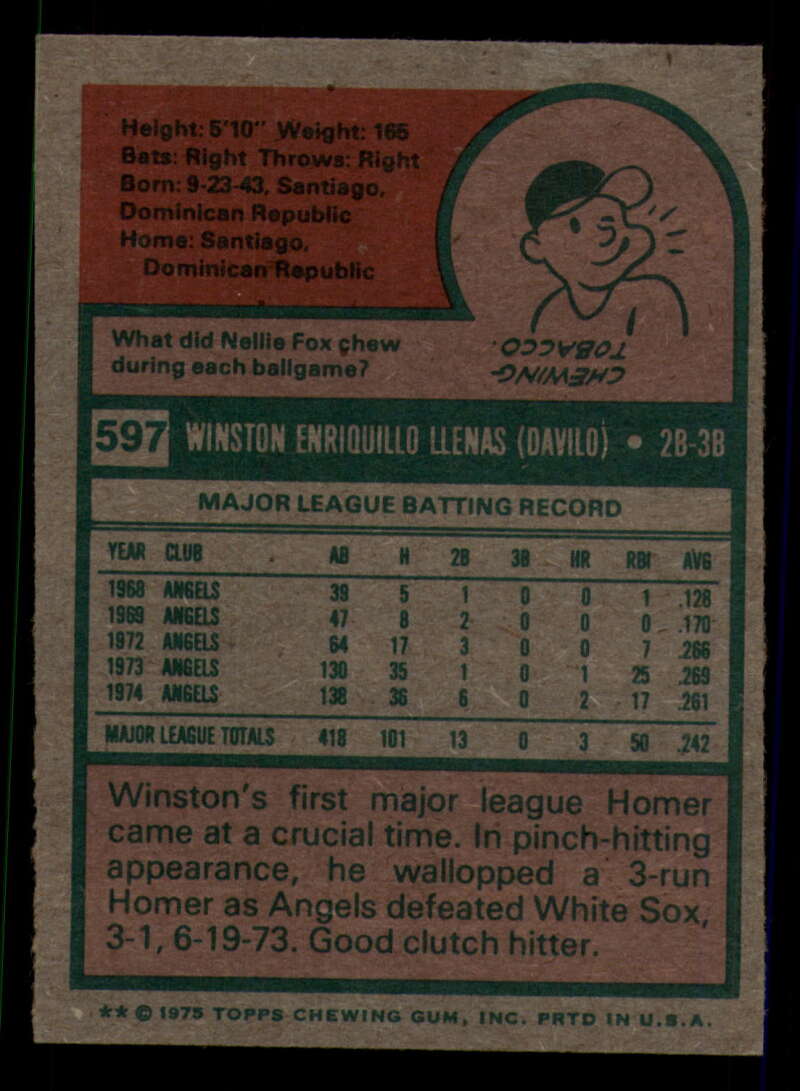 Height: 5'10" Weight: 165
Bats: Right Throws: Right
Born: 9-23-43, Santiago,
Dominican Republic
Home: Santiago,
Dominican Republic
What did Nellie Fox chew
during each ballgame?
CHEWING-
TOBACCO.
597 WINSTON ENRIQUILLO LLENAS (DAVILO) • 2B-3B
MAJOR LEAGUE BATTING RECORD
YEAR CLUB AB H 2B 3B HR RBI AVG
1968 ANGELS 39 5 1 0 0 1 .128
1969 ANGELS 47 8 2 0 0 0 .170
1972 ANGELS 64 17 3 0 0 7 .266
1973 ANGELS 130 35 1 0 1 25 .269
1974 ANGELS 138 36 6 0 2 17 .261
MAJOR LEAGUE TOTALS 418 101 13 0 3 50 .242
Winston's first major league Homer
came at a crucial time. In pinch-hitting
appearance, he wallopped a 3-run
Homer as Angels defeated White Sox,
3-1, 6-19-73. Good clutch hitter.
** © 1975 TOPPS CHEWING GUM, INC. PRTD IN U.S.A.